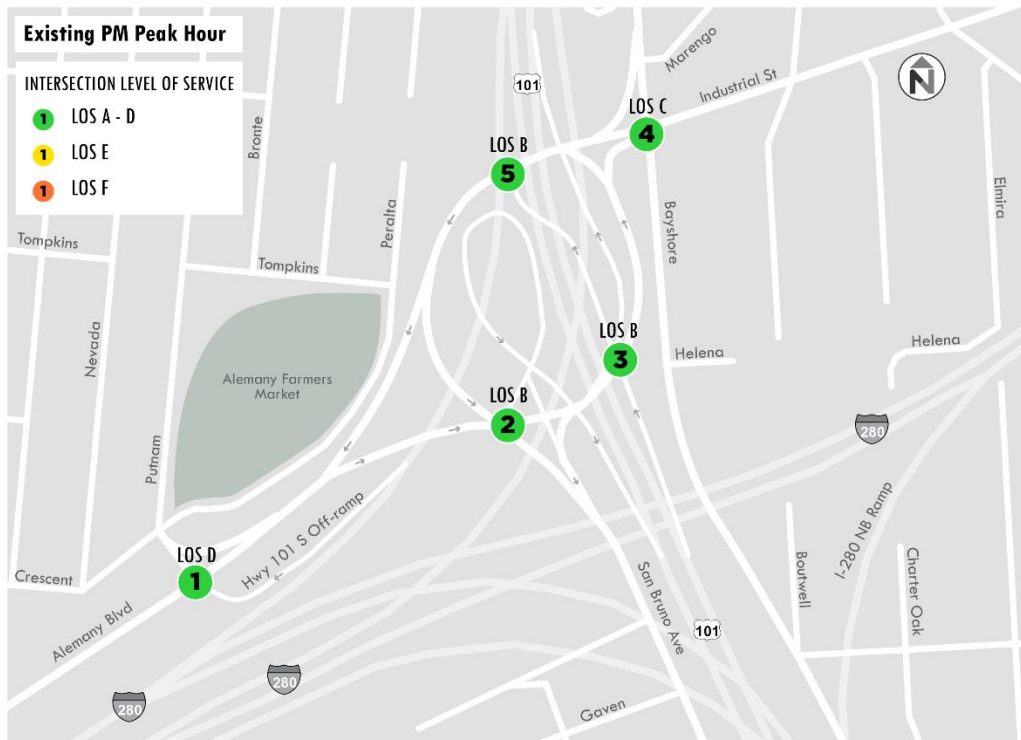 Existing PM Peak Hour
INTERSECTION LEVEL OF SERVICE
1 LOS A - D
1 LOS E
1 LOS F
N
Marengo
101
Industrial St
LOS C
4
LOS B
5
Bronte
Peralta
Bayshore
Elmira
Tompkins
Tompkins
Nevada
Putnam
Alemany Farmers
Market
LOS B
3
Helena
Helena
LOS B
2
280
Hwy 101 S Off-ramp
LOS D
1
Crescent
Alemany Blvd
San Bruno Ave
101
Boutwell
I-280 NB Ramp
Charter Oak
280
280
Gaven